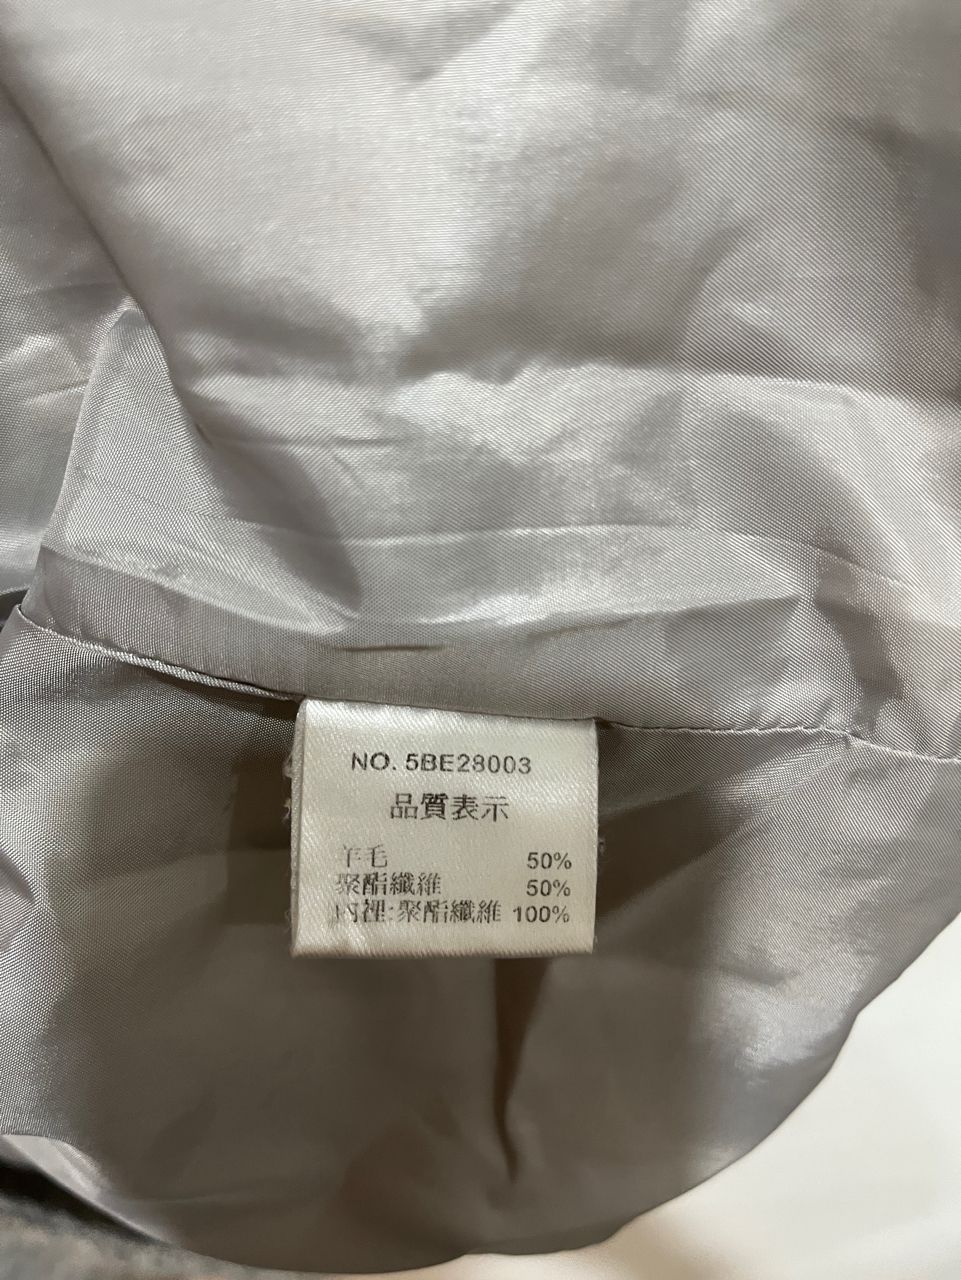 NO. 5BE28003
品質表示
羊毛 50%
聚酯纖維 50%
內裡:聚酯纖維 100%